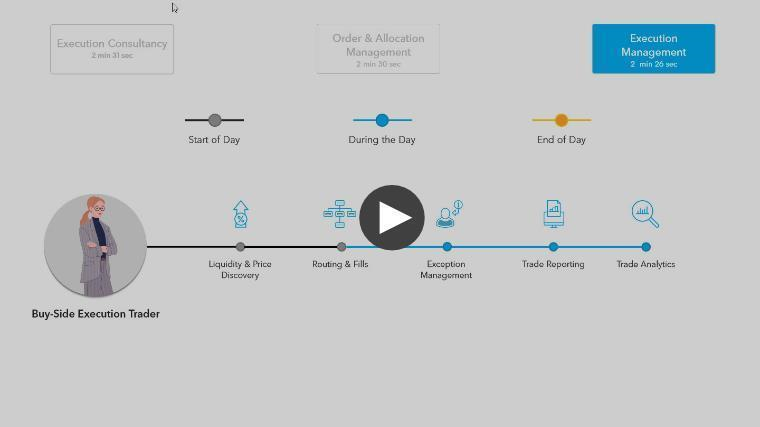 Execution Consultancy
2 min 31 sec
Order & Allocation
Management
2 min 30 sec
Execution
Management
2 min 26 sec
Start of Day
During the Day
End of Day
Liquidity & Price
Discovery
Routing & Fills
Exception
Management
Trade Reporting
Trade Analytics
Buy-Side Execution Trader